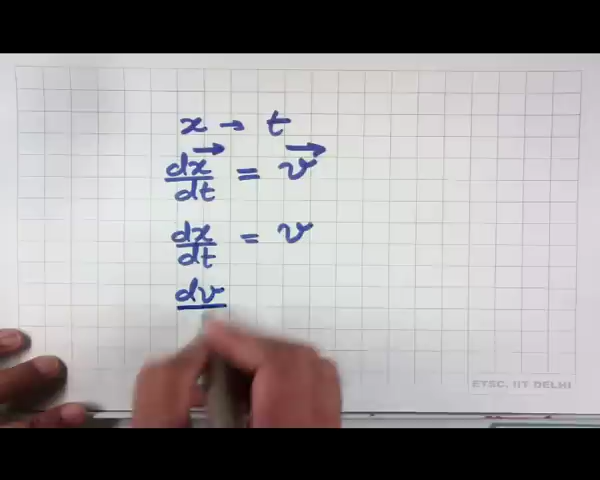 x → t
dx⃗/dt = v⃗
dx/dt = v
dv
ETSC, IIT DELHI